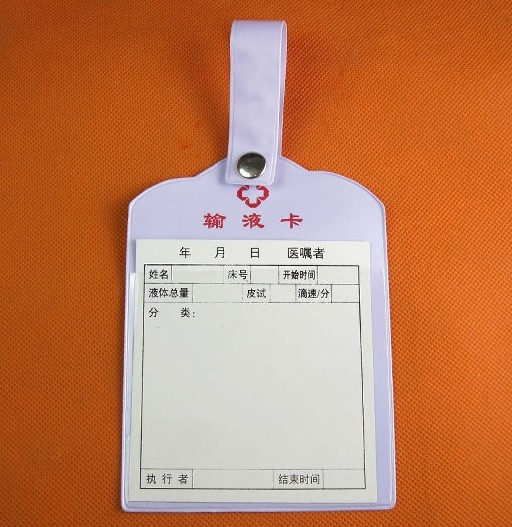 输液卡
年 月 日 医嘱者
姓名 床号 开始时间
液体总量 皮试 滴速/分
分 类:
执行者 结束时间